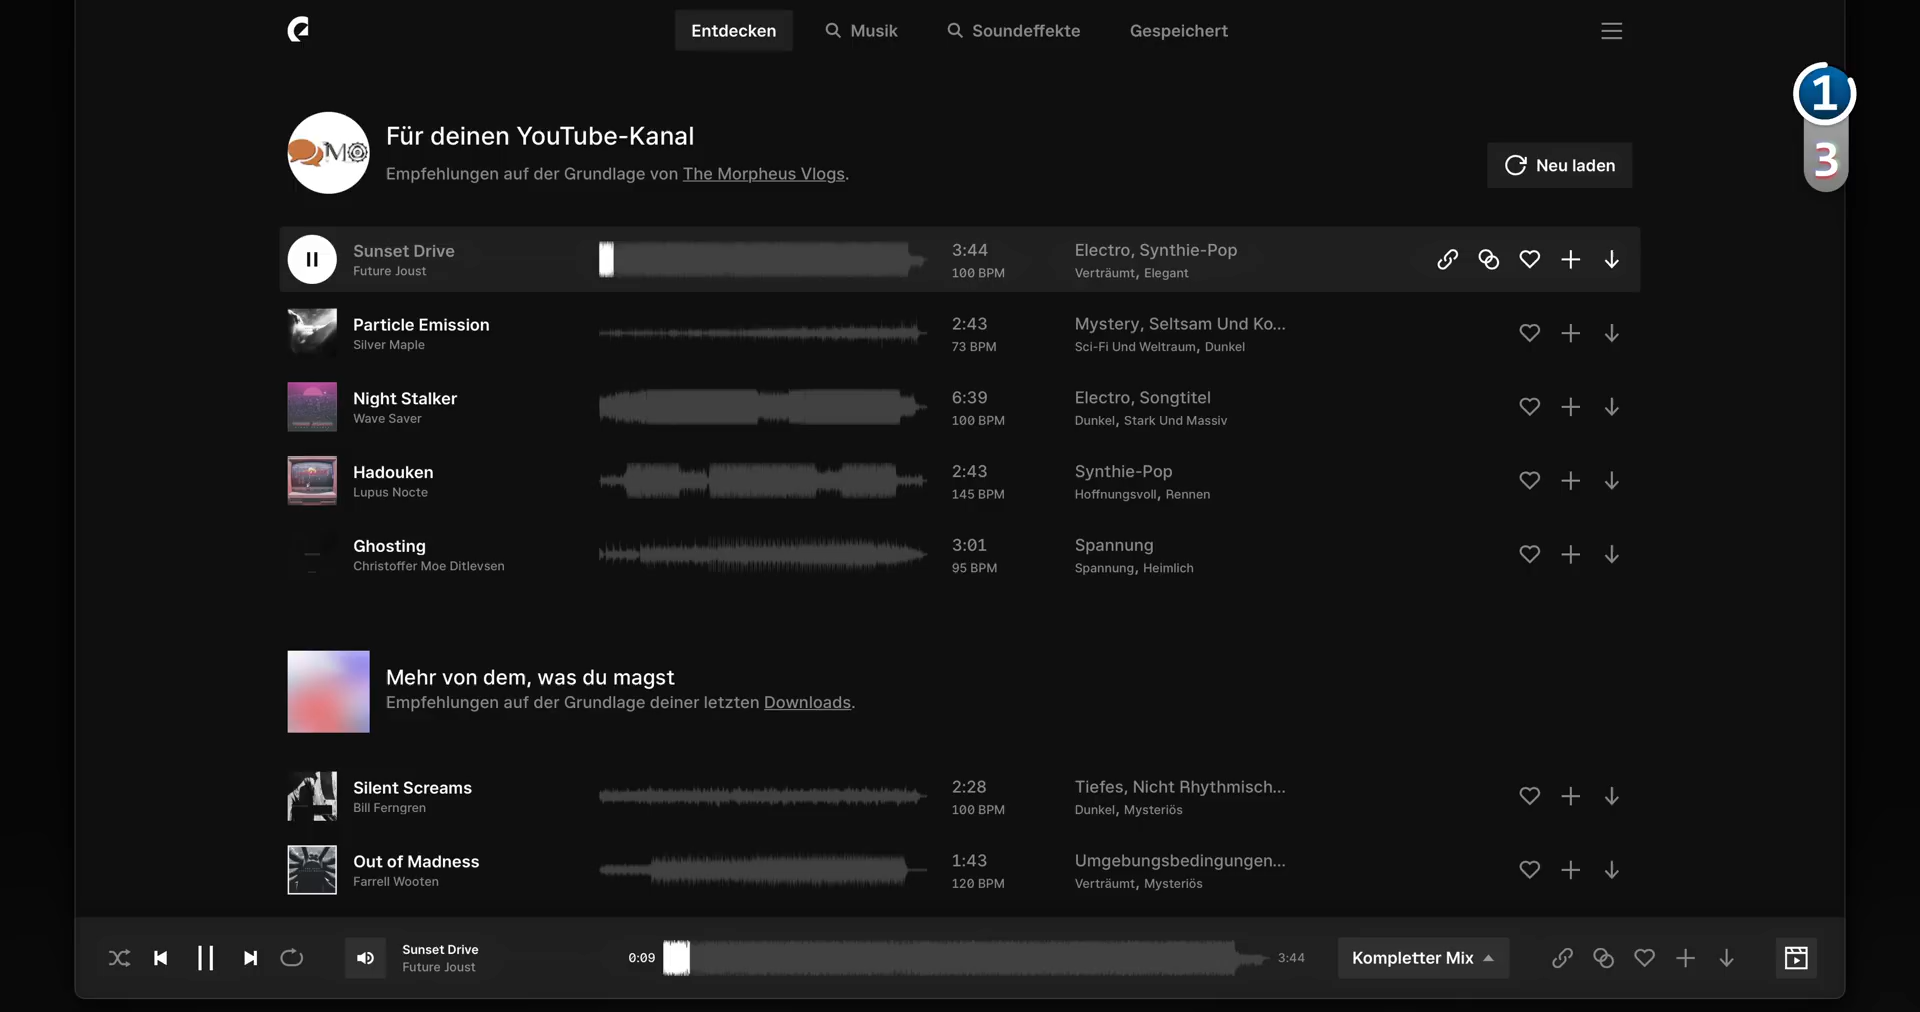 Entdecken
Musik
Soundeffekte
Gespeichert
1
3
MO
Für deinen YouTube-Kanal
Empfehlungen auf der Grundlage von The Morpheus Vlogs.
Neu laden
Sunset Drive
Future Joust
3:44
100 BPM
Electro, Synthie-Pop
Verträumt, Elegant
Particle Emission
Silver Maple
2:43
73 BPM
Mystery, Seltsam Und Ko...
Sci-Fi Und Weltraum, Dunkel
Night Stalker
Wave Saver
6:39
100 BPM
Electro, Songtitel
Dunkel, Stark Und Massiv
Hadouken
Lupus Nocte
2:43
145 BPM
Synthie-Pop
Hoffnungsvoll, Rennen
Ghosting
Christoffer Moe Ditlevsen
3:01
95 BPM
Spannung
Spannung, Heimlich
Mehr von dem, was du magst
Empfehlungen auf der Grundlage deiner letzten Downloads.
Silent Screams
Bill Ferngren
2:28
100 BPM
Tiefes, Nicht Rhythmisch...
Dunkel, Mysteriös
Out of Madness
Farrell Wooten
1:43
120 BPM
Umgebungsbedingungen...
Verträumt, Mysteriös
Sunset Drive
Future Joust
0:09
3:44
Kompletter Mix